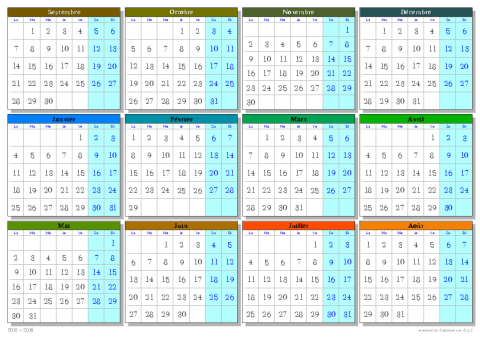 Septembre
Lu Ma Me Je Ve Sa Di
1 2 3 4 5 6
7 8 9 10 11 12 13
14 15 16 17 18 19 20
21 22 23 24 25 26 27
28 29 30
Octobre
Lu Ma Me Je Ve Sa Di
1 2 3 4
5 6 7 8 9 10 11
12 13 14 15 16 17 18
19 20 21 22 23 24 25
26 27 28 29 30 31
Novembre
Lu Ma Me Je Ve Sa Di
1
2 3 4 5 6 7 8
9 10 11 12 13 14 15
16 17 18 19 20 21 22
23 24 25 26 27 28 29
30
Décembre
Lu Ma Me Je Ve Sa Di
1 2 3 4 5 6
7 8 9 10 11 12 13
14 15 16 17 18 19 20
21 22 23 24 25 26 27
28 29 30 31
Janvier
Lu Ma Me Je Ve Sa Di
1 2 3
4 5 6 7 8 9 10
11 12 13 14 15 16 17
18 19 20 21 22 23 24
25 26 27 28 29 30 31
Février
Lu Ma Me Je Ve Sa Di
1 2 3 4 5 6 7
8 9 10 11 12 13 14
15 16 17 18 19 20 21
22 23 24 25 26 27 28
29
Mars
Lu Ma Me Je Ve Sa Di
1 2 3 4 5 6
7 8 9 10 11 12 13
14 15 16 17 18 19 20
21 22 23 24 25 26 27
28 29 30 31
Avril
Lu Ma Me Je Ve Sa Di
1 2 3
4 5 6 7 8 9 10
11 12 13 14 15 16 17
18 19 20 21 22 23 24
25 26 27 28 29 30
Mai
Lu Ma Me Je Ve Sa Di
1
2 3 4 5 6 7 8
9 10 11 12 13 14 15
16 17 18 19 20 21 22
23 24 25 26 27 28 29
30 31
Juin
Lu Ma Me Je Ve Sa Di
1 2 3 4 5
6 7 8 9 10 11 12
13 14 15 16 17 18 19
20 21 22 23 24 25 26
27 28 29 30
Juillet
Lu Ma Me Je Ve Sa Di
1 2 3
4 5 6 7 8 9 10
11 12 13 14 15 16 17
18 19 20 21 22 23 24
25 26 27 28 29 30 31
Août
Lu Ma Me Je Ve Sa Di
1 2 3 4 5 6 7
8 9 10 11 12 13 14
15 16 17 18 19 20 21
22 23 24 25 26 27 28
29 30 31
2015 - 2016